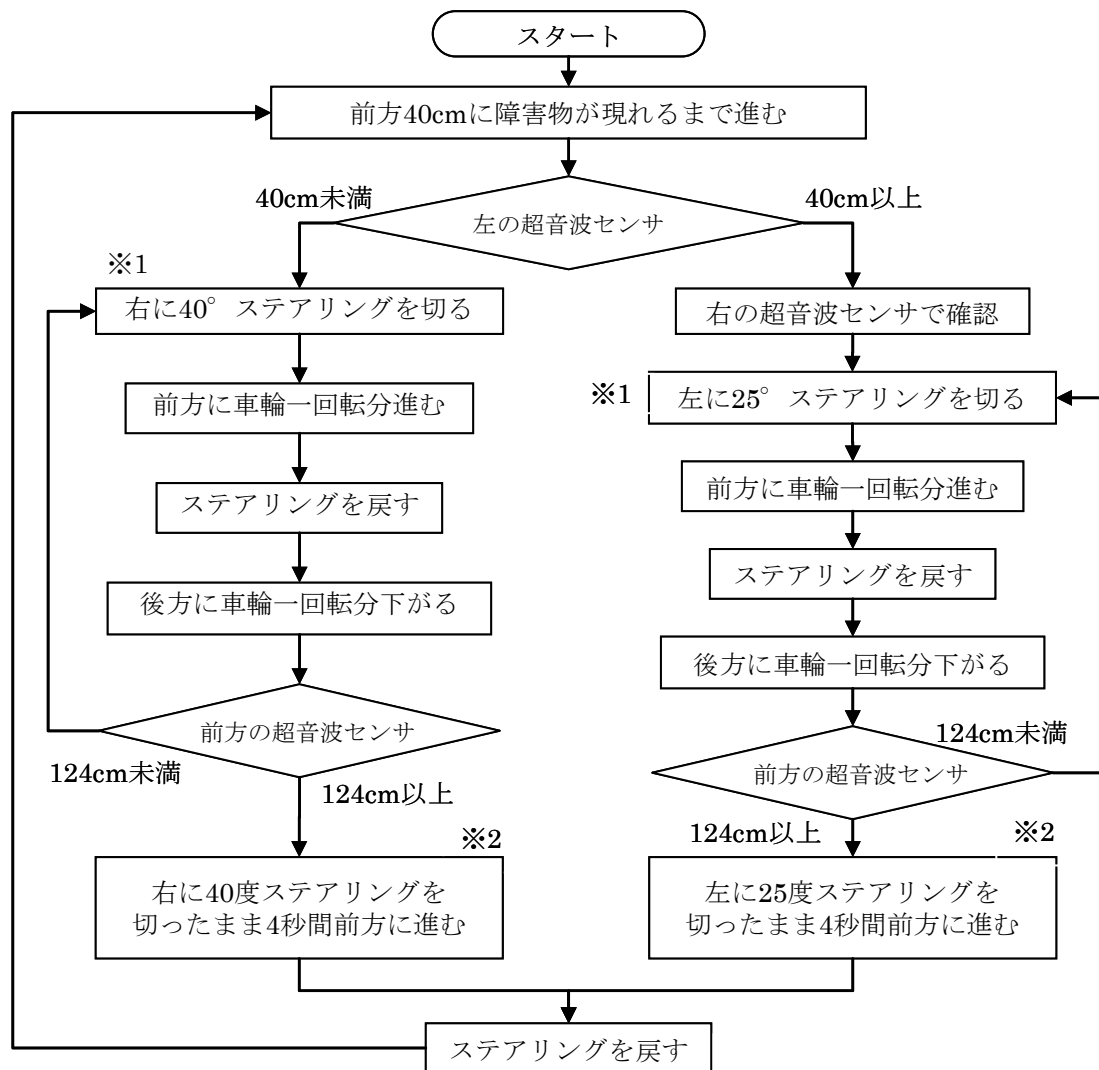 スタート
前方40cmに障害物が現れるまで進む
40cm未満
40cm以上
左の超音波センサ
※1
右に40°ステアリングを切る
右の超音波センサで確認
※1
左に25°ステアリングを切る
前方に車輪一回転分進む
前方に車輪一回転分進む
ステアリングを戻す
ステアリングを戻す
後方に車輪一回転分下がる
後方に車輪一回転分下がる
前方の超音波センサ
124cm未満
124cm以上
前方の超音波センサ
124cm未満
124cm以上
※2
※2
右に40度ステアリングを
切ったまま4秒間前方に進む
左に25度ステアリングを
切ったまま4秒間前方に進む
ステアリングを戻す